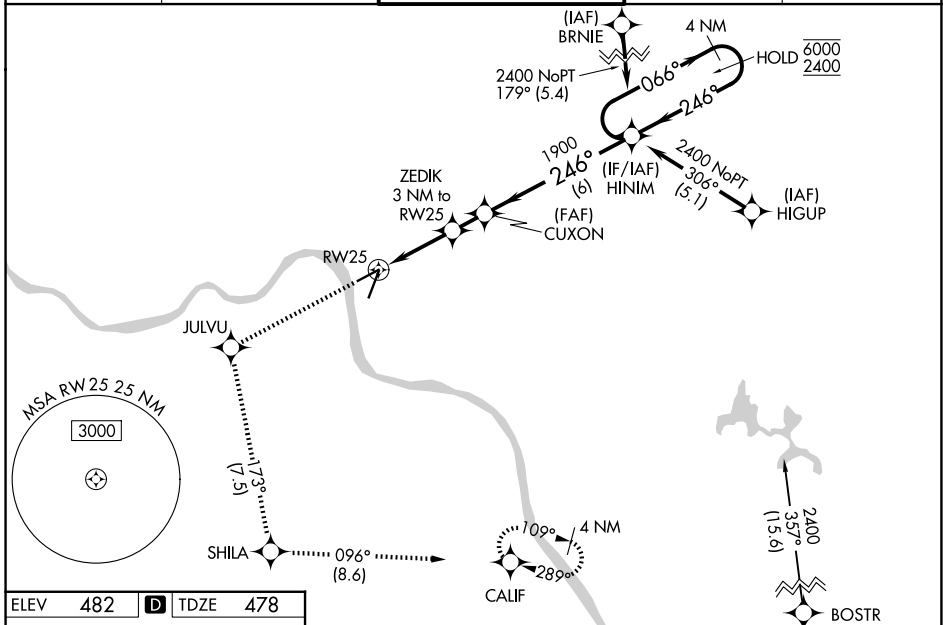 (IAF)
BRNIE
4 NM
HOLD 6000
2400
2400 NoPT
179° (5.4)
066°
246°
1900
246°
(6)
(IF/IAF)
HINIM
2400 NoPT
306°
(5.1)
(IAF)
HIGUP
ZEDIK
3 NM to
RW25
(FAF)
CUXON
RW25
JULVU
MSA RW25 25 NM
3000
173°
(7.5)
SHILA
096°
(8.6)
109°
4 NM
289°
CALIF
2400
357°
(15.6)
BOSTR
ELEV 482 D TDZE 478